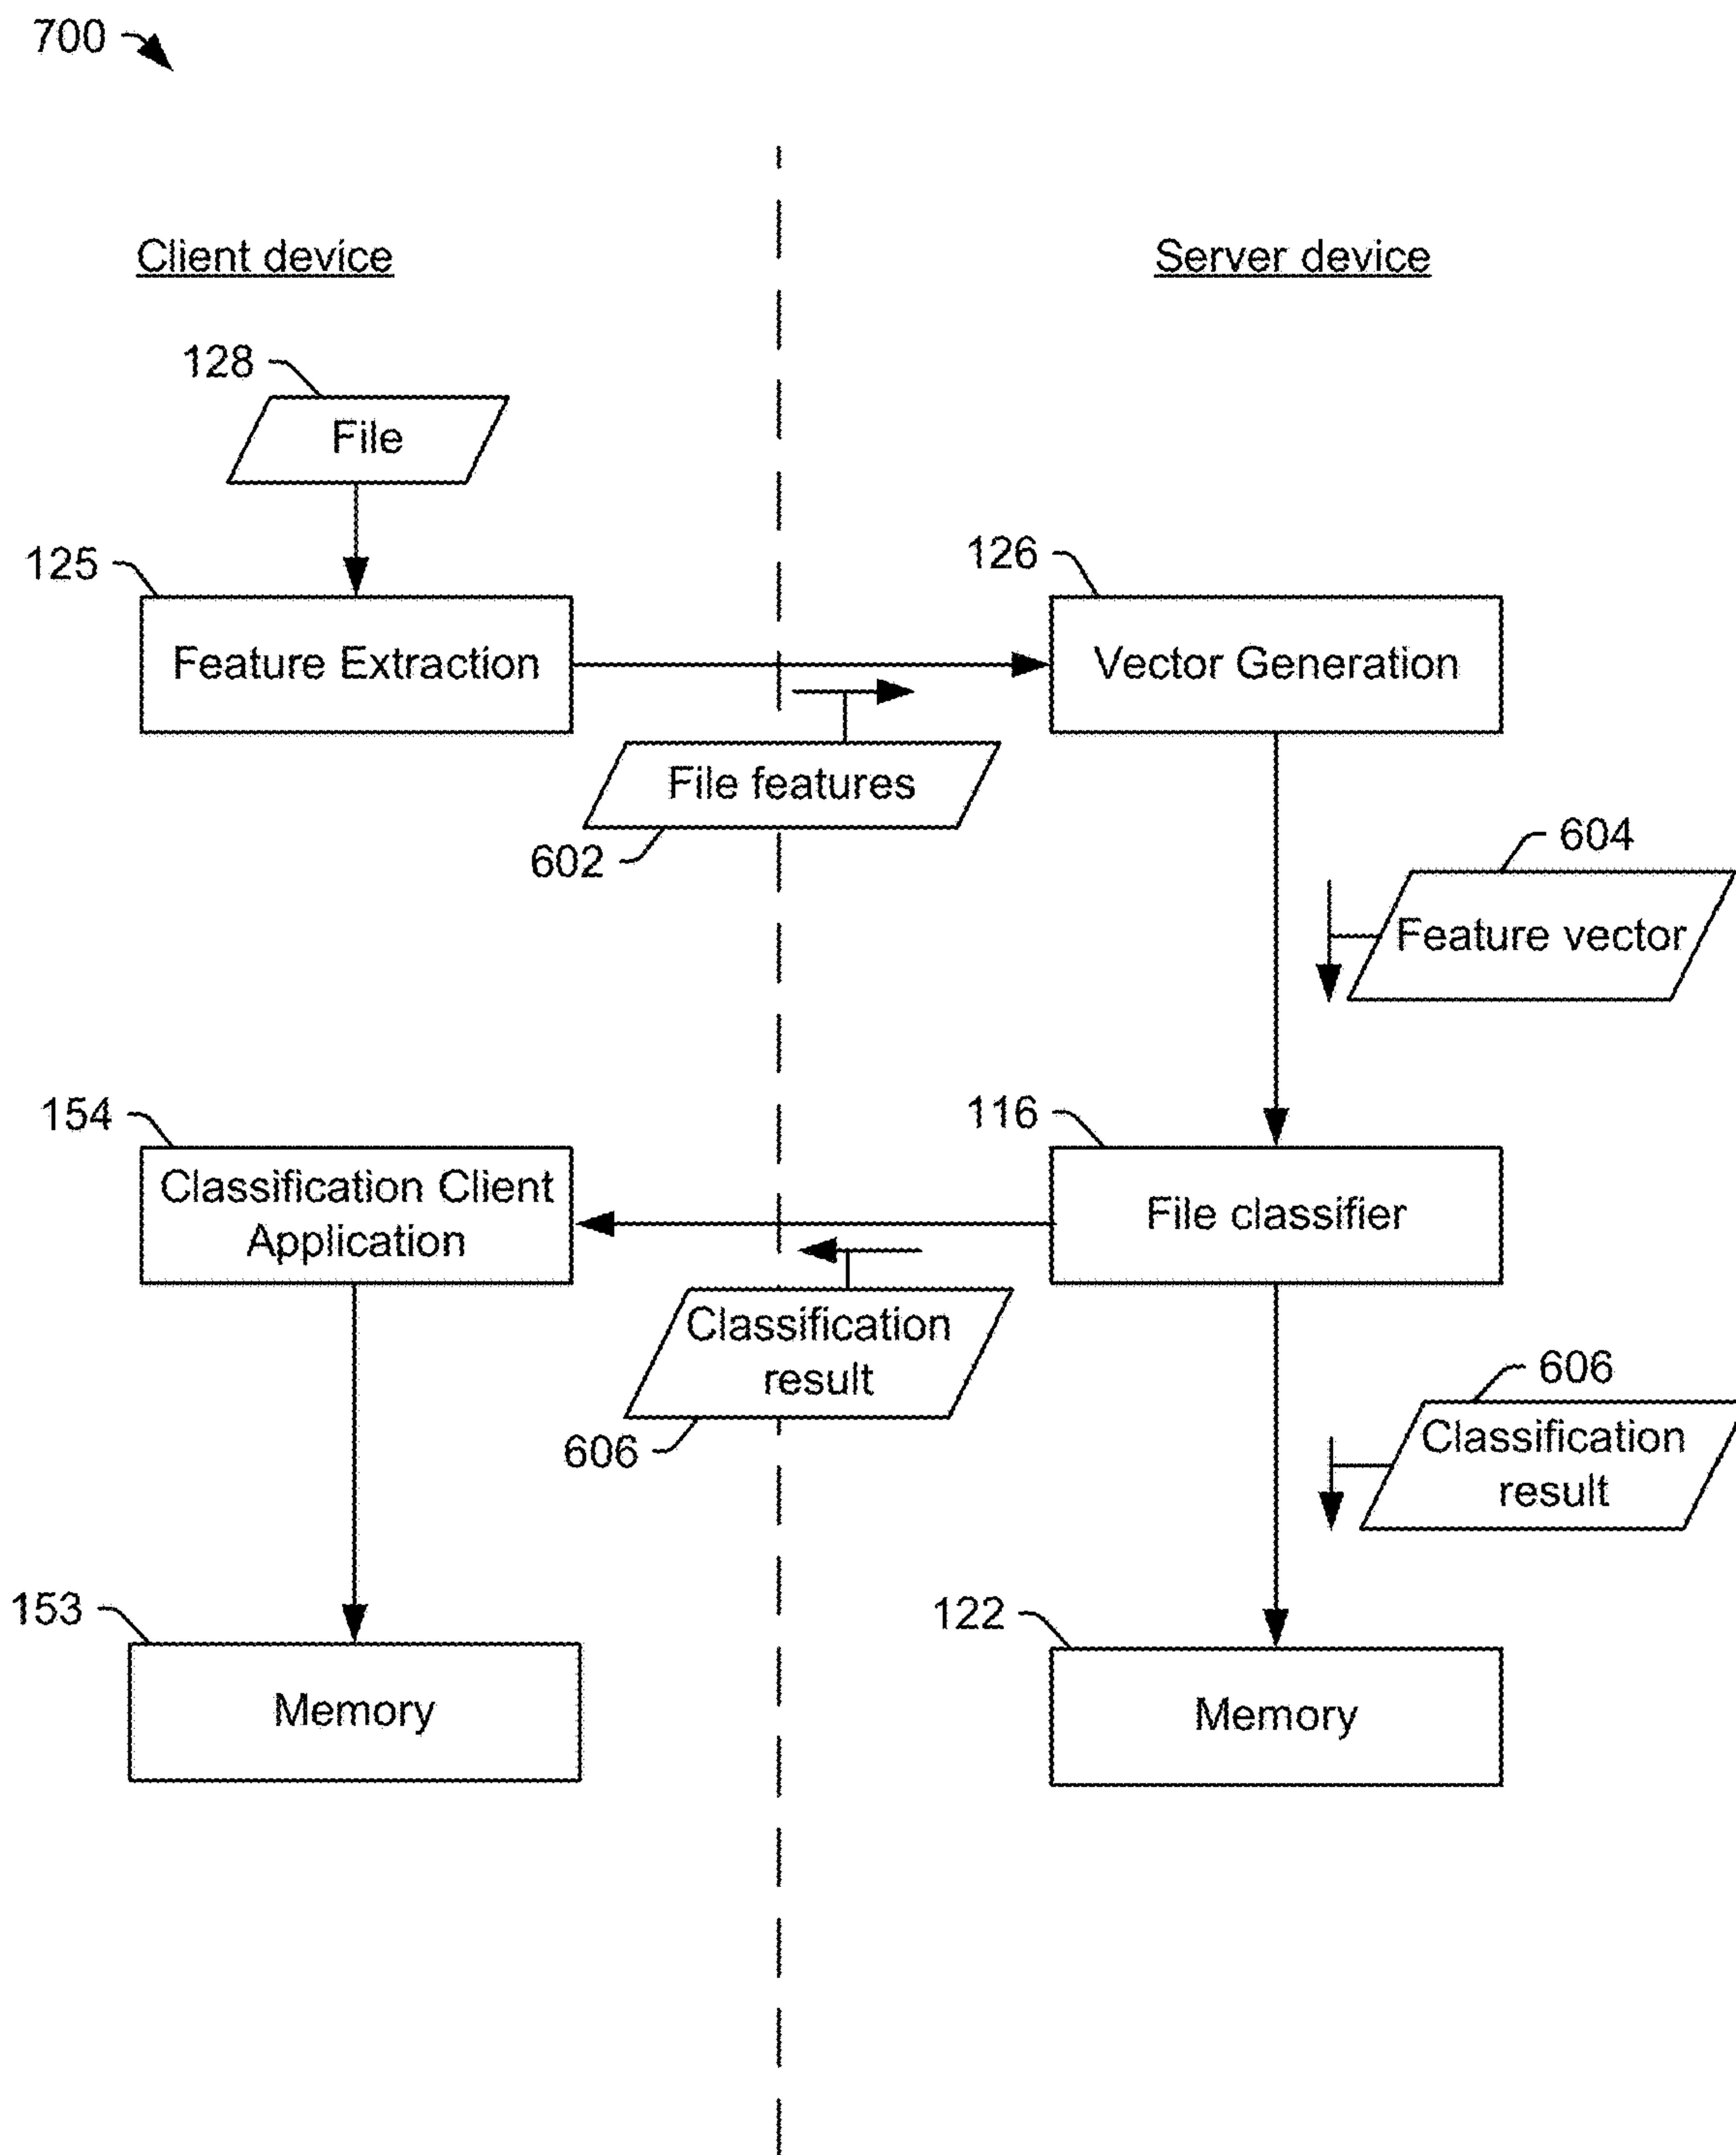 700
Client device
Server device
128
File
125
Feature Extraction
126
Vector Generation
File features
602
604
Feature vector
154
Classification Client
Application
116
File classifier
Classification
result
606
606
Classification
result
153
Memory
122
Memory